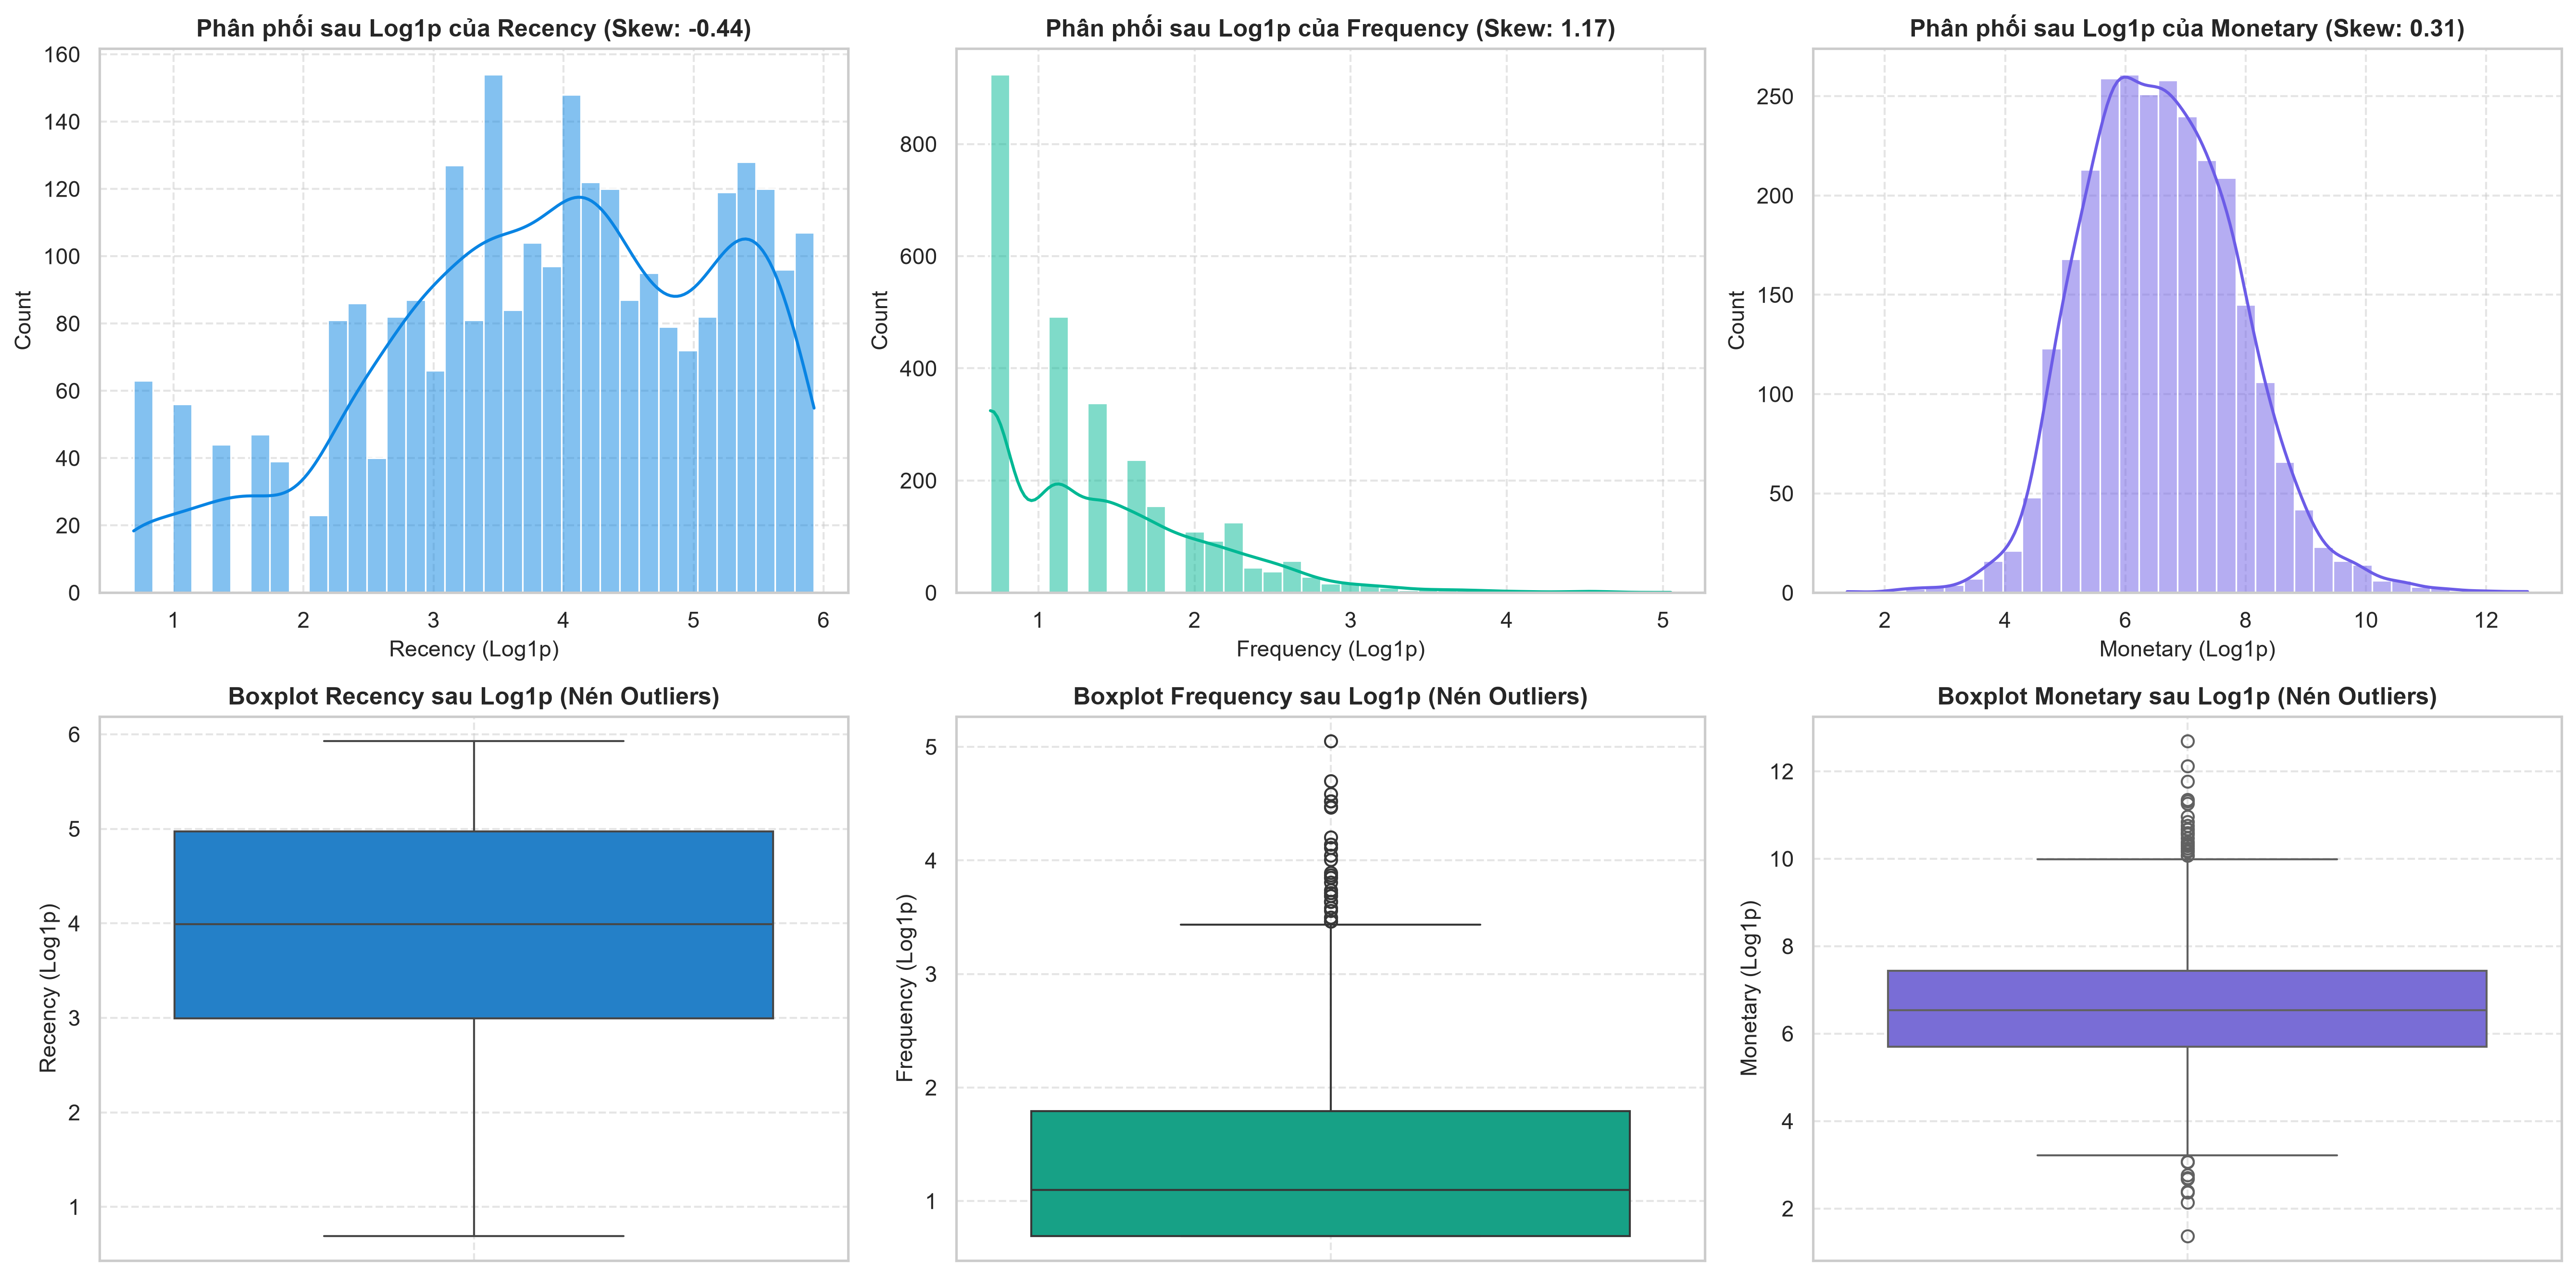 Phân phối sau Log1p của Recency (Skew: -0.44)
160
140
120
100
80
60
40
20
0
Count
1 2 3 4 5 6
Recency (Log1p)
Phân phối sau Log1p của Frequency (Skew: 1.17)
800
600
400
200
0
Count
1 2 3 4 5
Frequency (Log1p)
Phân phối sau Log1p của Monetary (Skew: 0.31)
250
200
150
100
50
0
Count
2 4 6 8 10 12
Monetary (Log1p)
Boxplot Recency sau Log1p (Nén Outliers)
6
5
4
3
2
1
Recency (Log1p)
Boxplot Frequency sau Log1p (Nén Outliers)
5
4
3
2
1
Frequency (Log1p)
Boxplot Monetary sau Log1p (Nén Outliers)
12
10
8
6
4
2
Monetary (Log1p)